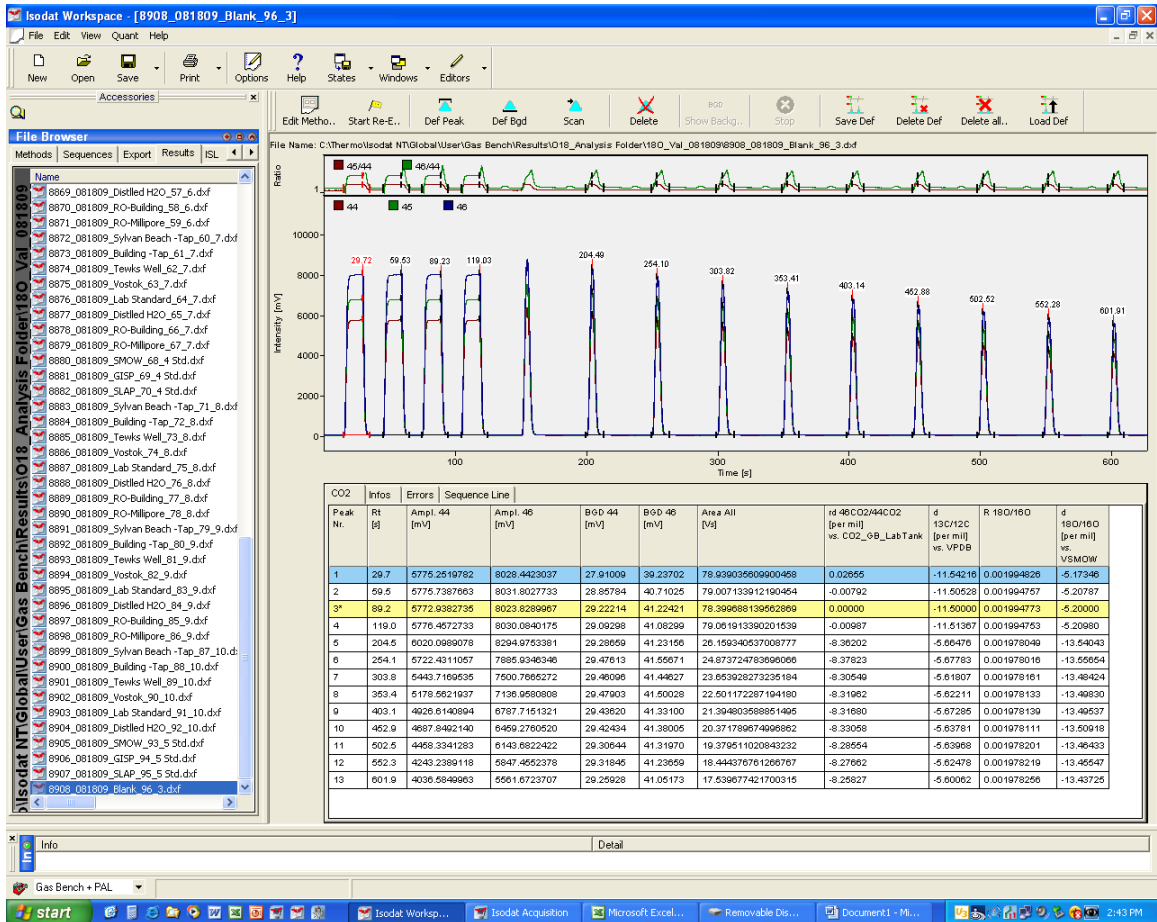 Isodat Workspace - [8908_081809_Blank_96_3]
File Edit View Quant Help
New Open Save Print Options Help States Windows Editors
Accessories
Edit Metho.. Start Re-E.. Def Peak Def Bgd Scan Delete BGD Show Backg.. Stop Save Def Delete Def Delete all.. Load Def
File Browser
Methods Sequences Export Results ISL
File Name: C:\Thermo\Isodat NT\Global\User\Gas Bench\Results\O18_Analysis Folder\18O_Val_081809\8908_081809_Blank_96_3.dxf
Name
8869_081809_Distlled H2O_57_6.dxf
8870_081809_RO-Building_58_6.dxf
8871_081809_RO-Millipore_59_6.dxf
8872_081809_Sylvan Beach -Tap_60_7.dxf
8873_081809_Building -Tap_61_7.dxf
8874_081809_Tewks Well_62_7.dxf
8875_081809_Vostok_63_7.dxf
8876_081809_Lab Standard_64_7.dxf
8877_081809_Distlled H2O_65_7.dxf
8878_081809_RO-Building_66_7.dxf
8879_081809_RO-Millipore_67_7.dxf
8880_081809_SMOW_68_4 Std.dxf
8881_081809_GISP_69_4 Std.dxf
8882_081809_SLAP_70_4 Std.dxf
8883_081809_Sylvan Beach -Tap_71_8.dxf
8884_081809_Building -Tap_72_8.dxf
8885_081809_Tewks Well_73_8.dxf
8886_081809_Vostok_74_8.dxf
8887_081809_Lab Standard_75_8.dxf
8888_081809_Distlled H2O_76_8.dxf
8889_081809_RO-Building_77_8.dxf
8890_081809_RO-Millipore_78_8.dxf
8891_081809_Sylvan Beach -Tap_79_9.dxf
8892_081809_Building -Tap_80_9.dxf
8893_081809_Tewks Well_81_9.dxf
8894_081809_Vostok_82_9.dxf
8895_081809_Lab Standard_83_9.dxf
8896_081809_Distlled H2O_84_9.dxf
8897_081809_RO-Building_85_9.dxf
8898_081809_RO-Millipore_86_9.dxf
8899_081809_Sylvan Beach -Tap_87_10.d:
8900_081809_Building -Tap_88_10.dxf
8901_081809_Tewks Well_89_10.dxf
8902_081809_Vostok_90_10.dxf
8903_081809_Lab Standard_91_10.dxf
8904_081809_Distlled H2O_92_10.dxf
8905_081809_SMOW_93_5 Std.dxf
8906_081809_GISP_94_5 Std.dxf
8907_081809_SLAP_95_5 Std.dxf
8908_081809_Blank_96_3.dxf
Isodat NT\Global\User\Gas Bench\Results\O18_Analysis Folder\18O_Val_081809
Ratio
1
45/44 46/44
44 45 46
Intensity [mV]
10000
8000
6000
4000
2000
0
29.72 59.53 89.23 119.03 204.49 254.10 303.82 353.41 403.14 452.88 502.52 552.28 601.91
100 200 300 400 500 600
Time [s]
CO2 Infos Errors Sequence Line
Peak Nr. Rt [s] Ampl. 44 [mV] Ampl. 46 [mV] BGD 44 [mV] BGD 46 [mV] Area All [Vs] rd 46CO2/44CO2 [per mil] vs. CO2_GB_LabTank d 13C/12C [per mil] vs. VPDB R 18O/16O d 18O/16O [per mil] vs. VSMOW
1 29.7 5775.2519782 8028.4423037 27.91009 39.23702 78.939035609900458 0.02655 -11.54216 0.001994826 -5.17346
2 59.5 5775.7387663 8031.8027733 28.85784 40.71025 79.007133912190454 -0.00792 -11.50528 0.001994757 -5.20787
3* 89.2 5772.9382735 8023.8289967 29.22214 41.22421 78.399688139562869 0.00000 -11.50000 0.001994773 -5.20000
4 119.0 5776.4572733 8030.0840175 29.09298 41.08299 79.061913390201539 -0.00987 -11.51367 0.001994753 -5.20980
5 204.5 6020.0989078 8294.9753381 29.28659 41.23156 26.159340537008777 -8.36202 -5.66476 0.001978049 -13.54043
6 254.1 5722.4311057 7885.9346346 29.47613 41.55671 24.873724783696066 -8.37823 -5.67783 0.001978016 -13.55654
7 303.8 5443.7169535 7500.7665272 29.46096 41.44627 23.653928273235184 -8.30549 -5.61807 0.001978161 -13.48424
8 353.4 5178.5621937 7136.9580808 29.47903 41.50028 22.501172287194180 -8.31962 -5.62211 0.001978133 -13.49830
9 403.1 4926.6140894 6787.7151321 29.43620 41.33100 21.394803588851495 -8.31680 -5.67285 0.001978139 -13.49537
10 452.9 4687.8492140 6459.2760520 29.42434 41.38005 20.371789674996862 -8.33058 -5.63781 0.001978111 -13.50918
11 502.5 4458.3341283 6143.6822422 29.30644 41.31970 19.379511020843232 -8.28554 -5.63968 0.001978201 -13.46433
12 552.3 4243.2389118 5847.4552378 29.31845 41.23659 18.444376761266767 -8.27662 -5.62478 0.001978219 -13.45547
13 601.9 4036.5849963 5561.6723707 29.25928 41.05173 17.539677421700315 -8.25827 -5.60062 0.001978256 -13.43725
Info Detail
In
Gas Bench + PAL
start Isodat Worksp... Isodat Acquisition Microsoft Excel... Removable Dis... Document1 - Mi... 2:43 PM